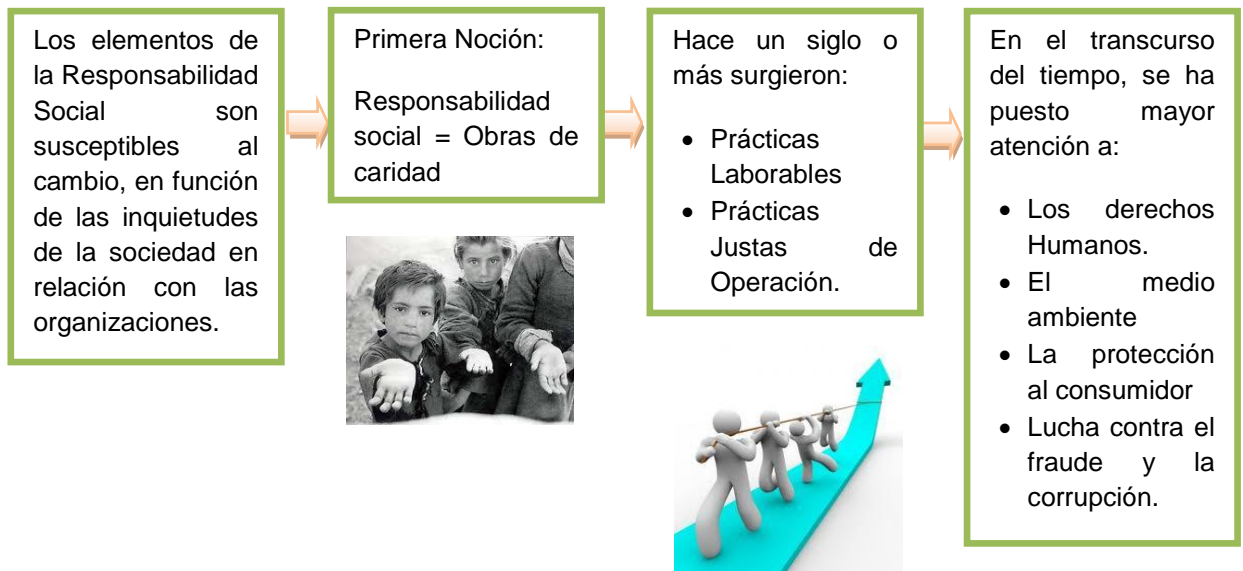 Los elementos de
la Responsabilidad
Social son
susceptibles al
cambio, en función
de las inquietudes
de la sociedad en
relación con las
organizaciones.
Primera Noción:
Responsabilidad
social = Obras de
caridad
Hace un siglo o
más surgieron:
• Prácticas
Laborables
• Prácticas
Justas de
Operación.
En el transcurso
del tiempo, se ha
puesto mayor
atención a:
• Los derechos
Humanos.
• El medio
ambiente
• La protección
al consumidor
• Lucha contra el
fraude y la
corrupción.